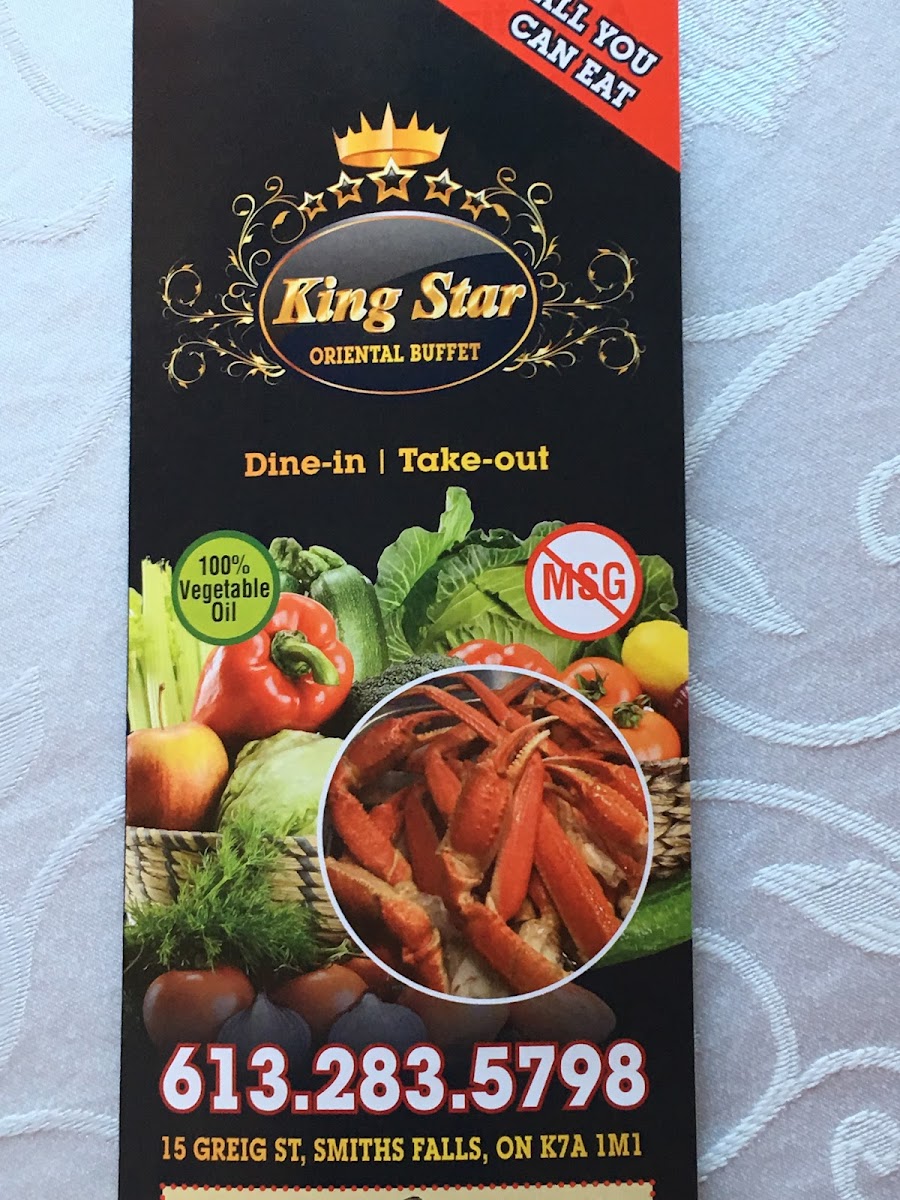 ALL YOU
CAN EAT
King Star
ORIENTAL BUFFET
Dine-in | Take-out
100%
Vegetable
Oil
MSG
613.283.5798
15 GREIG ST, SMITHS FALLS, ON K7A 1M1